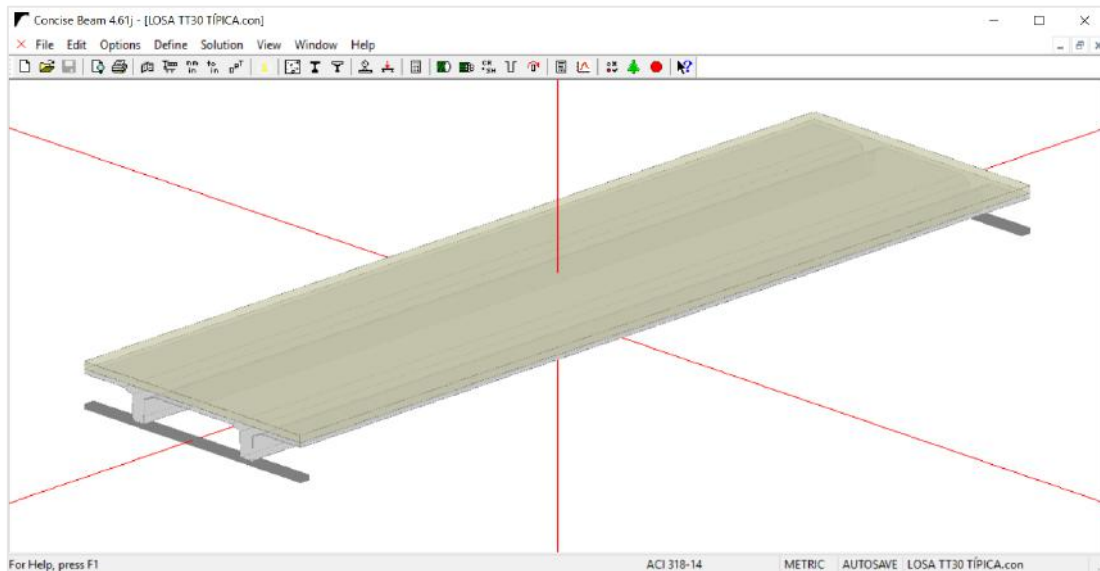 Concise Beam 4.61j - [LOSA TT30 TÍPICA.con]
File Edit Options Define Solution View Window Help
For Help, press F1 ACI 318-14 METRIC AUTOSAVE LOSA TT30 TÍPICA.con